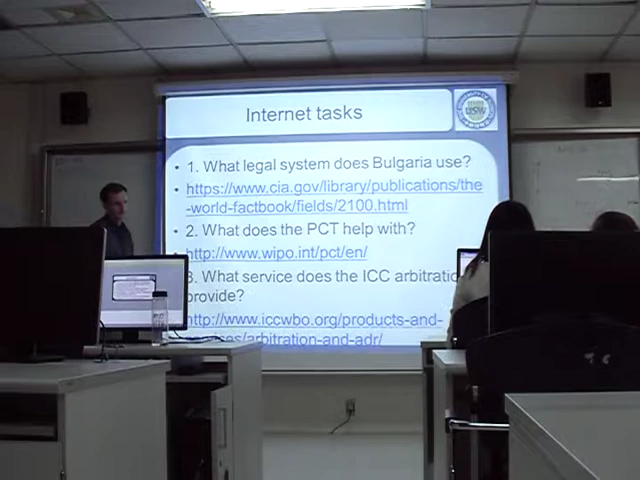 Internet tasks
• 1. What legal system does Bulgaria use?
• https://www.cia.gov/library/publications/the
-world-factbook/fields/2100.html
• 2. What does the PCT help with?
http://www.wipo.int/pct/en/
3. What service does the ICC arbitratio
provide?
http://www.iccwbo.org/products-and-
arbitration-and-adr/